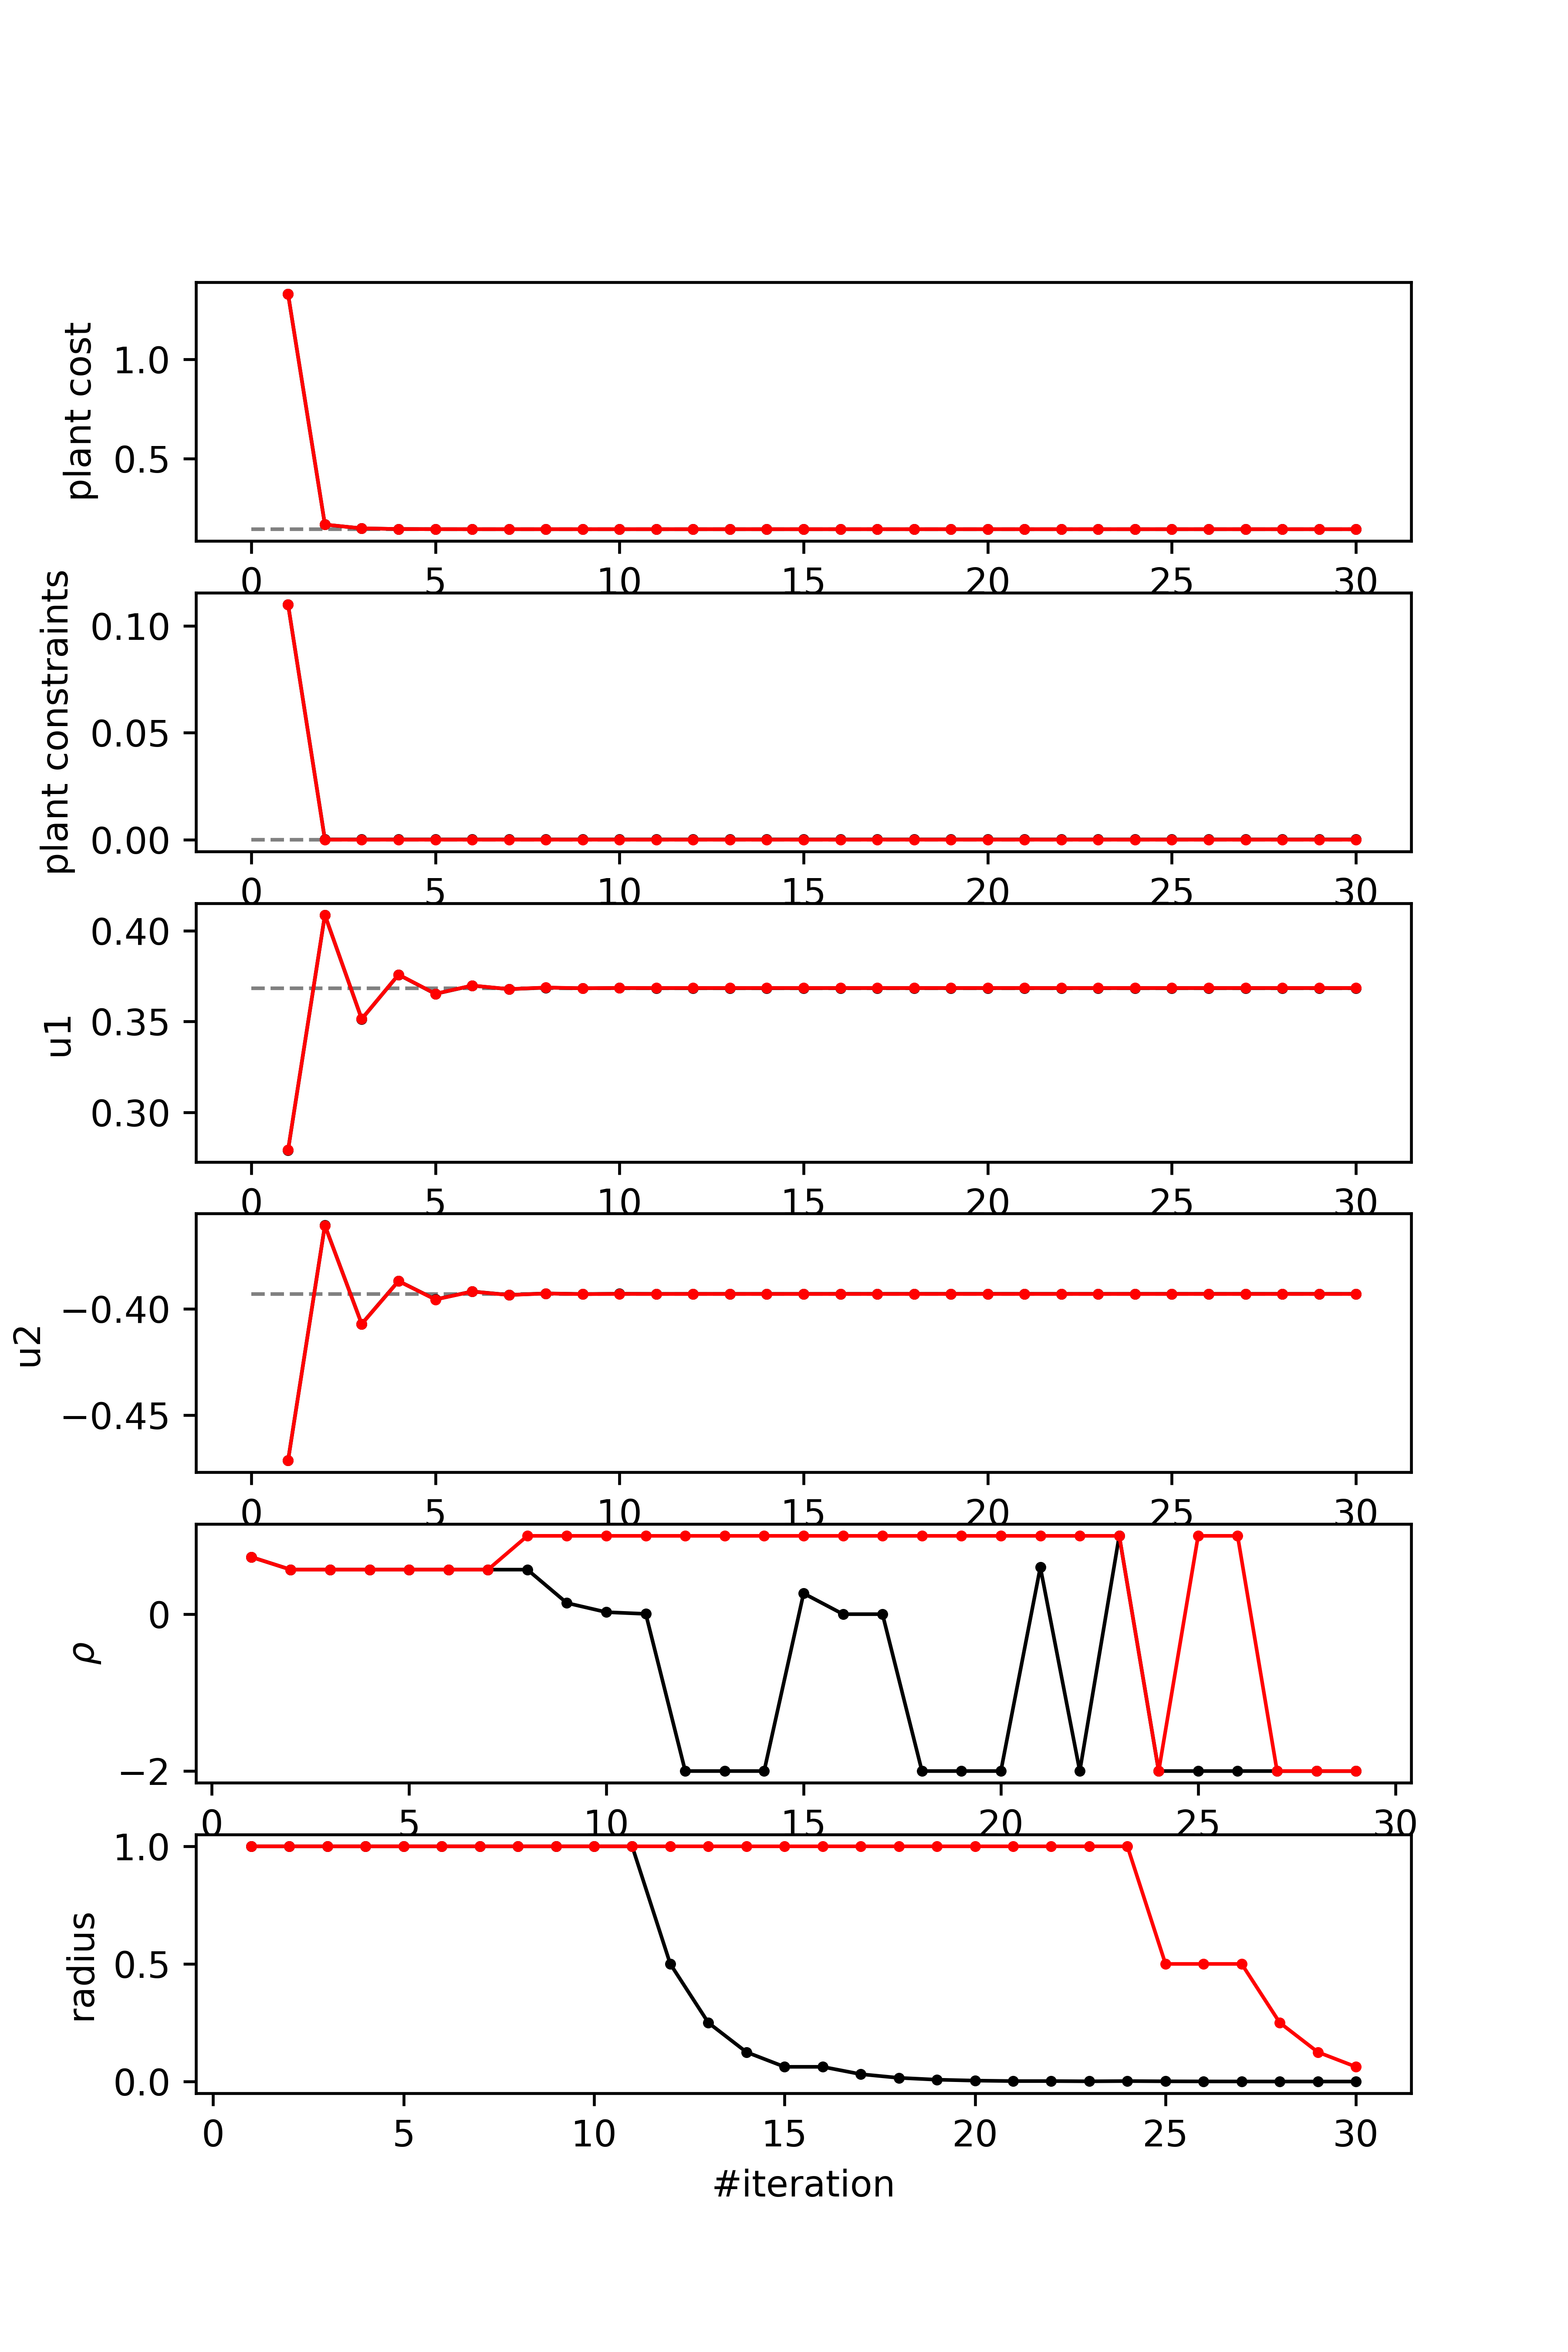 plant cost
1.0
0.5
0 5 10 15 20 25 30
plant constraints
0.10
0.05
0.00
0 5 10 15 20 25 30
u1
0.40
0.35
0.30
0 5 10 15 20 25 30
u2
−0.40
−0.45
0 5 10 15 20 25 30
ρ
0
−2
0 5 10 15 20 25 30
radius
1.0
0.5
0.0
0 5 10 15 20 25 30
#iteration